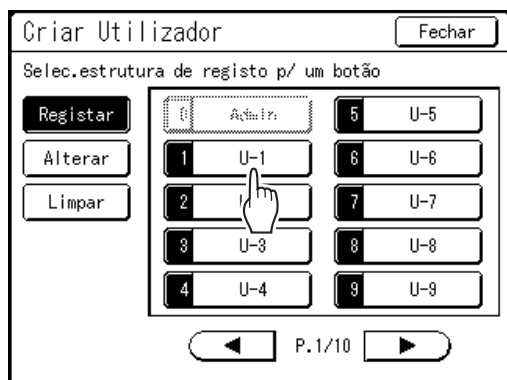 Criar Utilizador
Fechar
Selec.estrutura de registo p/ um botão
Registar
Alterar
Limpar
0 Admin.
1 U-1
2
3 U-3
4 U-4
5 U-5
6 U-6
7 U-7
8 U-8
9 U-9
P.1/10